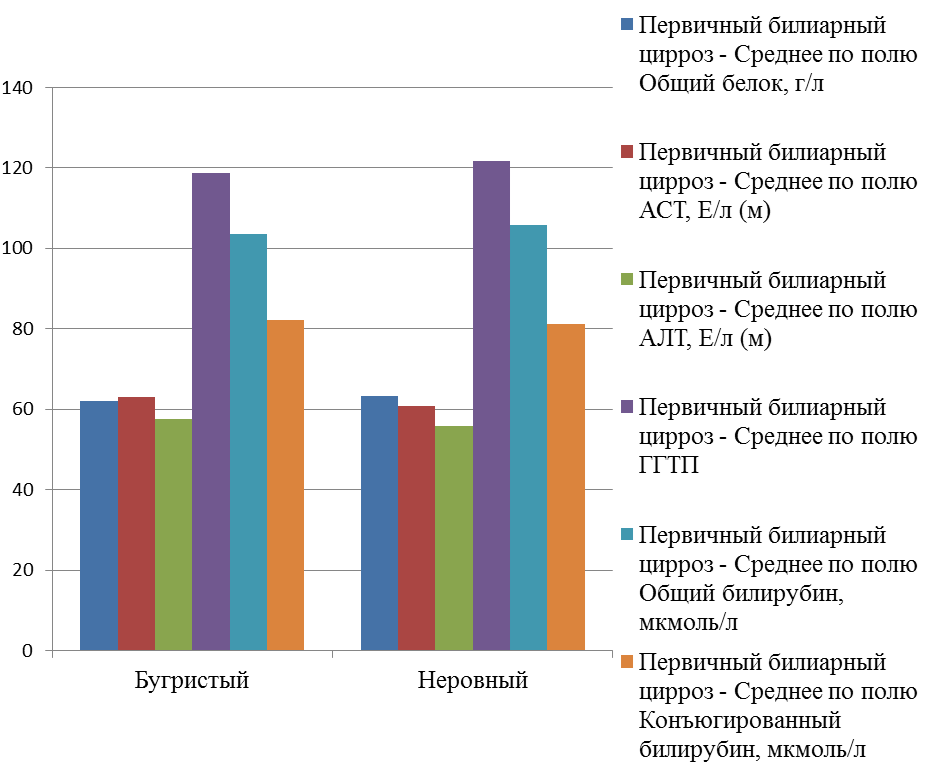 140
120
100
80
60
40
20
0
Бугристый
Неровный
Первичный билиарный
цирроз - Среднее по полю
Общий белок, г/л
Первичный билиарный
цирроз - Среднее по полю
АСТ, Е/л (м)
Первичный билиарный
цирроз - Среднее по полю
АЛТ, Е/л (м)
Первичный билиарный
цирроз - Среднее по полю
ГГТП
Первичный билиарный
цирроз - Среднее по полю
Общий билирубин,
мкмоль/л
Первичный билиарный
цирроз - Среднее по полю
Конъюгированный
билирубин, мкмоль/л